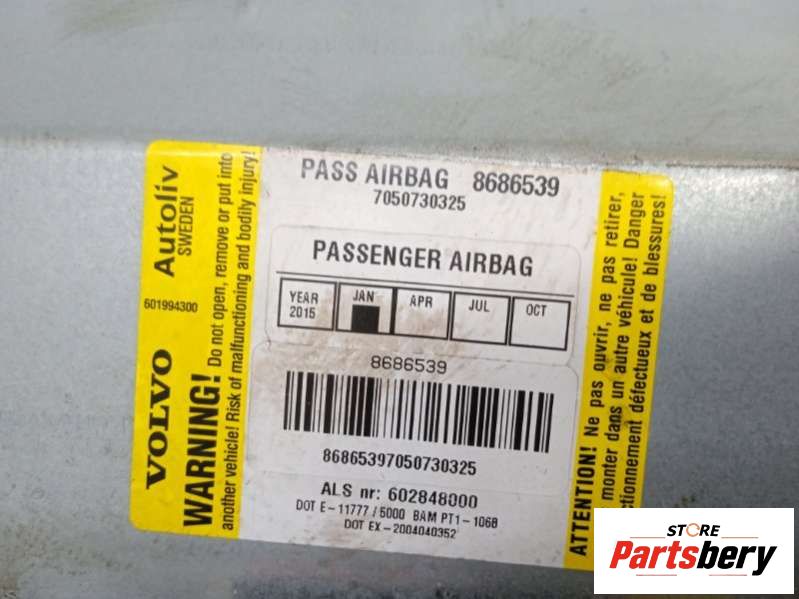 VOLVO Autoliv
SWEDEN
601994300
WARNING! Do not open, remove or put into
another vehicle! Risk of malfunctioning and bodily injury!
PASS AIRBAG 8686539
7050730325
PASSENGER AIRBAG
YEAR 2015 JAN APR JUL OCT
8686539
86865397050730325
ALS nr: 602848000
DOT E-11777/5000 BAM PT1-1068
DOT EX-2004040352
ATTENTION! Ne pas ouvrir, ne pas retirer,
monter dans un autre véhicule! Danger
ctionnement défectueux et de blessures!
STORE
Partsbery